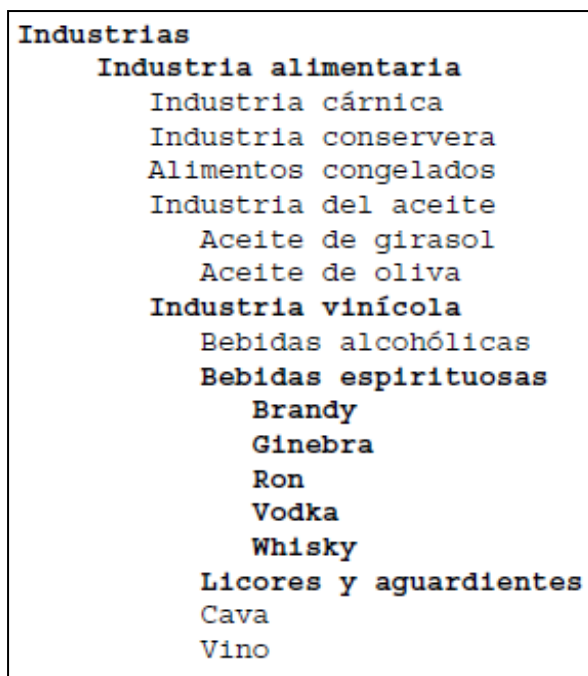 Industrias
Industria alimentaria
Industria cárnica
Industria conservera
Alimentos congelados
Industria del aceite
Aceite de girasol
Aceite de oliva
Industria vinícola
Bebidas alcohólicas
Bebidas espirituosas
Brandy
Ginebra
Ron
Vodka
Whisky
Licores y aguardientes
Cava
Vino